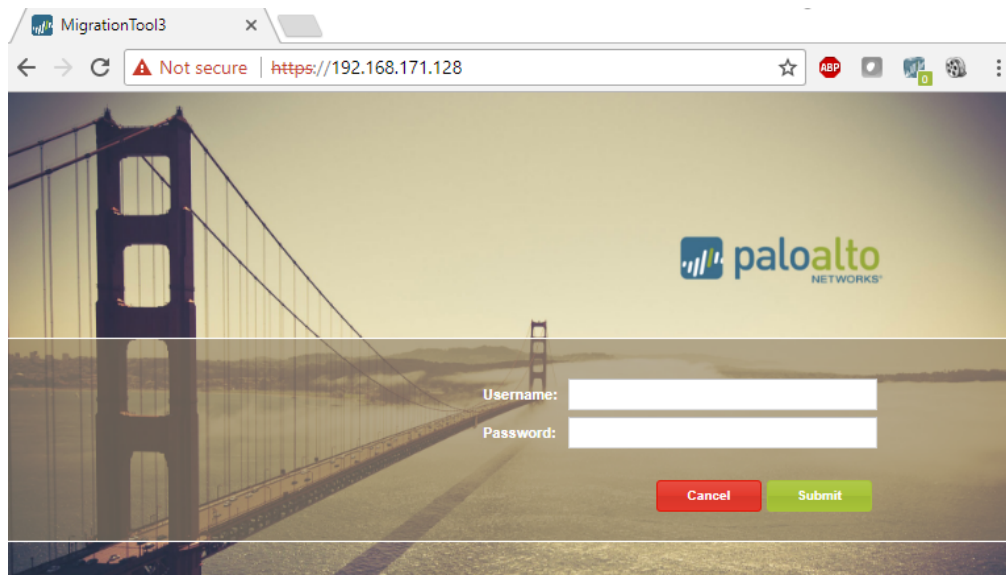 MigrationTool3
Not secure | https://192.168.171.128
ABP
0
paloalto
NETWORKS®
Username:
Password:
Cancel Submit